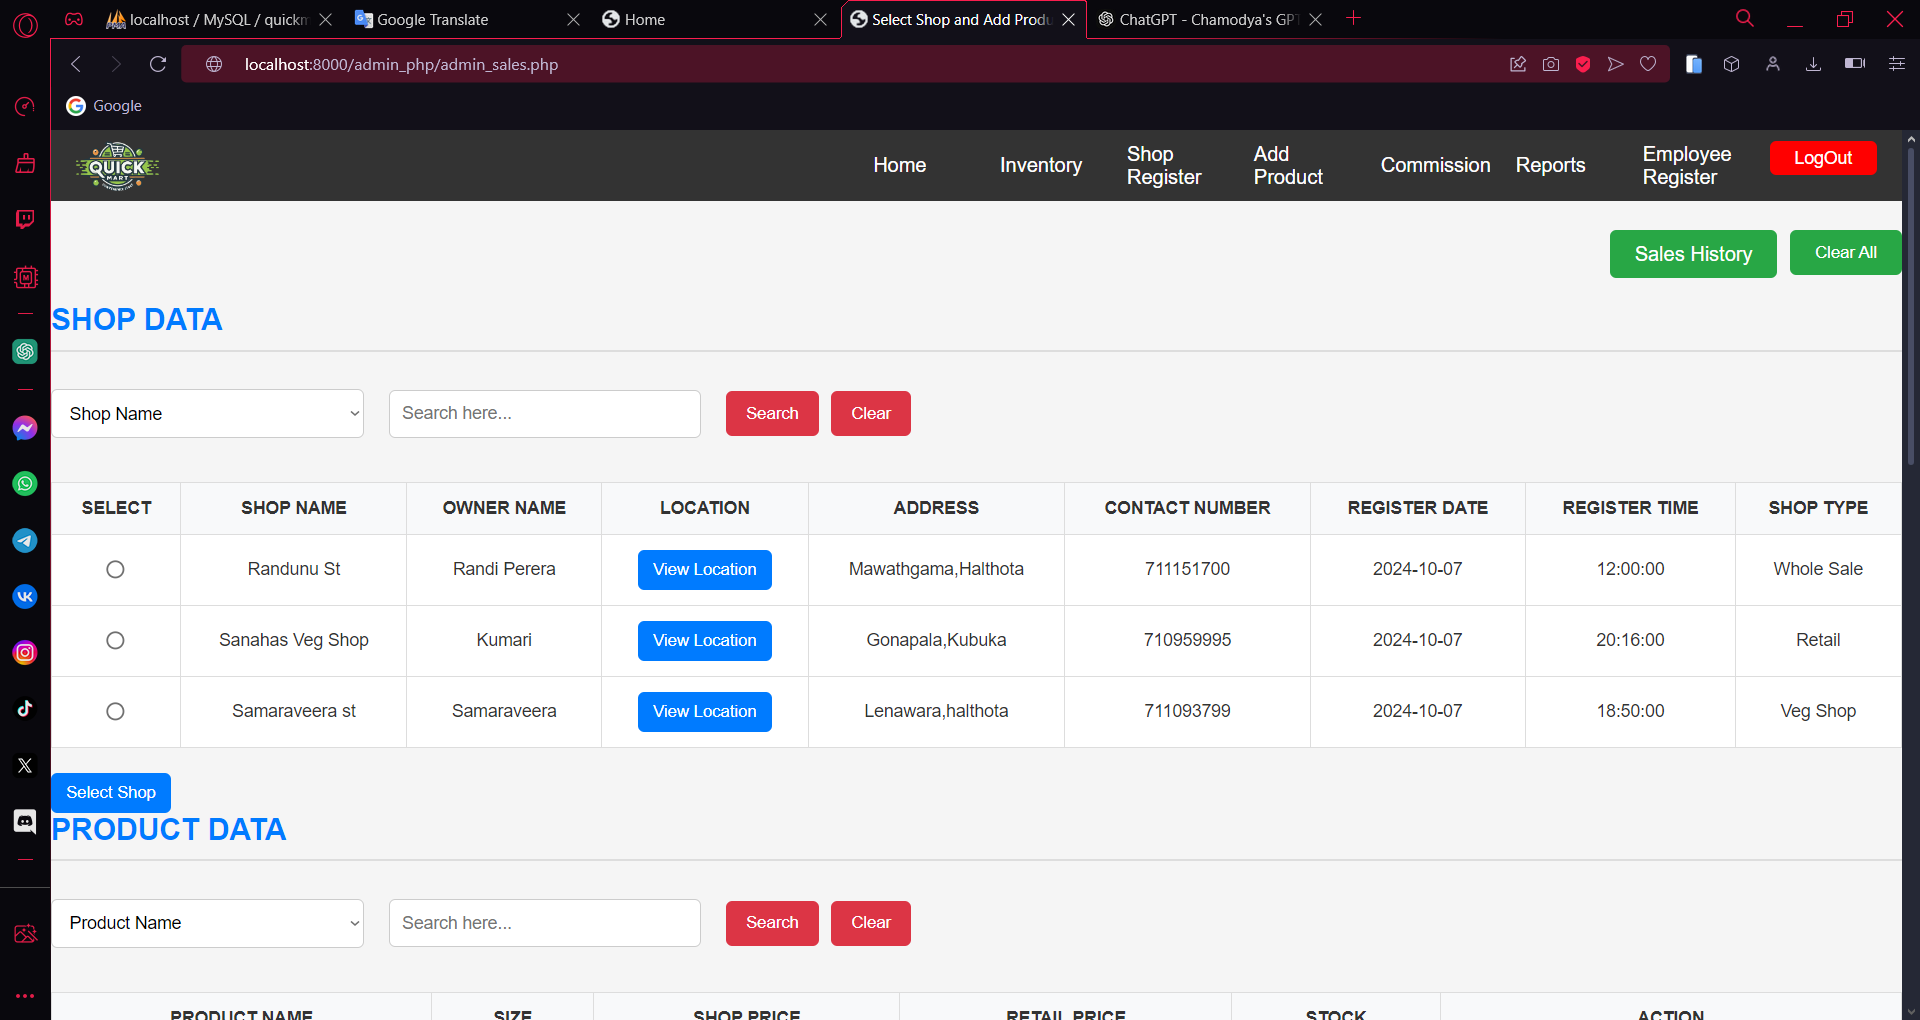 localhost / MySQL / quickm
Google Translate
Home
Select Shop and Add Produ
ChatGPT - Chamodya's GPT
localhost:8000/admin_php/admin_sales.php
Google
QUICK
MART
Home
Inventory
Shop
Register
Add
Product
Commission
Reports
Employee
Register
LogOut
Sales History
Clear All
SHOP DATA
Shop Name
Search here...
Search
Clear
SELECT SHOP NAME OWNER NAME LOCATION ADDRESS CONTACT NUMBER REGISTER DATE REGISTER TIME SHOP TYPE
Randunu St Randi Perera View Location Mawathgama,Halthota 711151700 2024-10-07 12:00:00 Whole Sale
Sanahas Veg Shop Kumari View Location Gonapala,Kubuka 710959995 2024-10-07 20:16:00 Retail
Samaraveera st Samaraveera View Location Lenawara,halthota 711093799 2024-10-07 18:50:00 Veg Shop
Select Shop
PRODUCT DATA
Product Name
Search here...
Search
Clear
PRODUCT NAME SIZE SHOP PRICE RETAIL PRICE STOCK ACTION